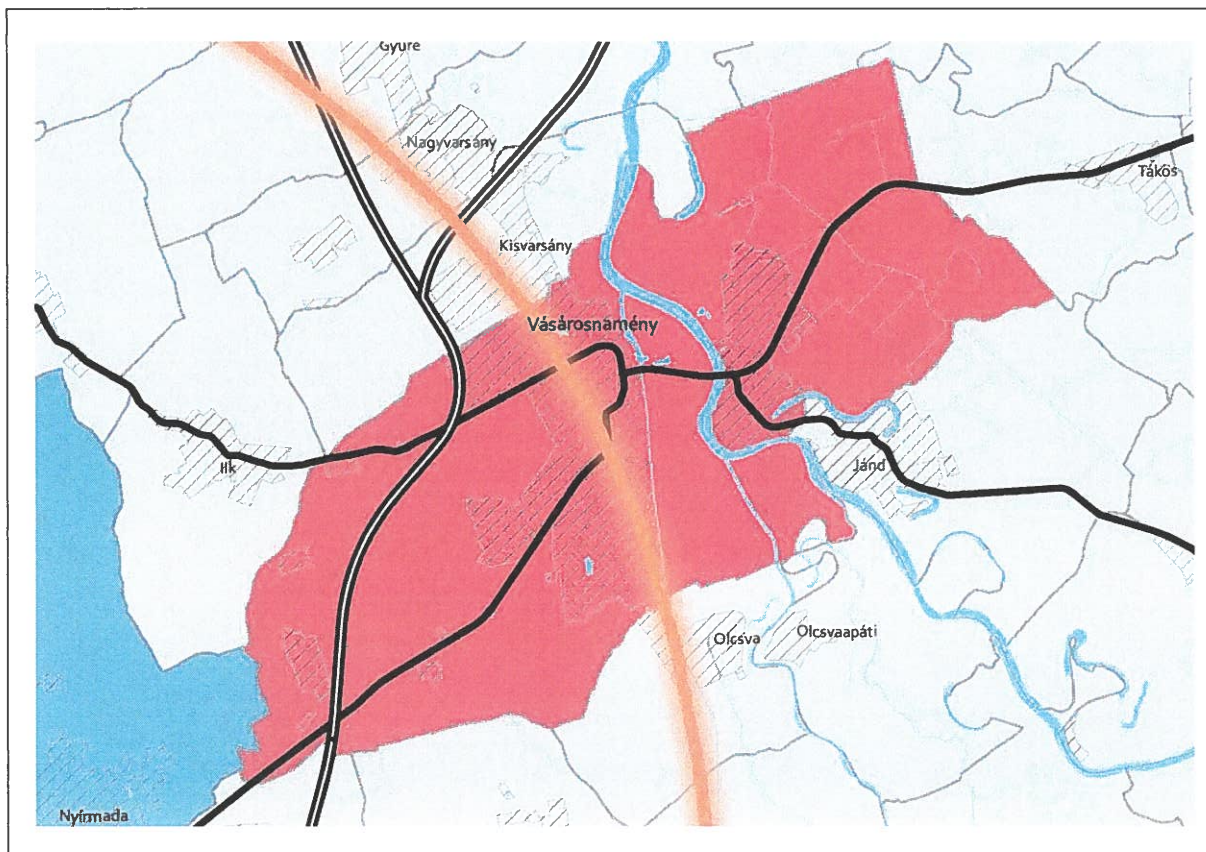 Gyüre
Nagyvarsány
Tákos
Kisvarsány
Vásárosnamény
Ilk
Jánd
Olcsva
Olcsvaapáti
Nyírmada